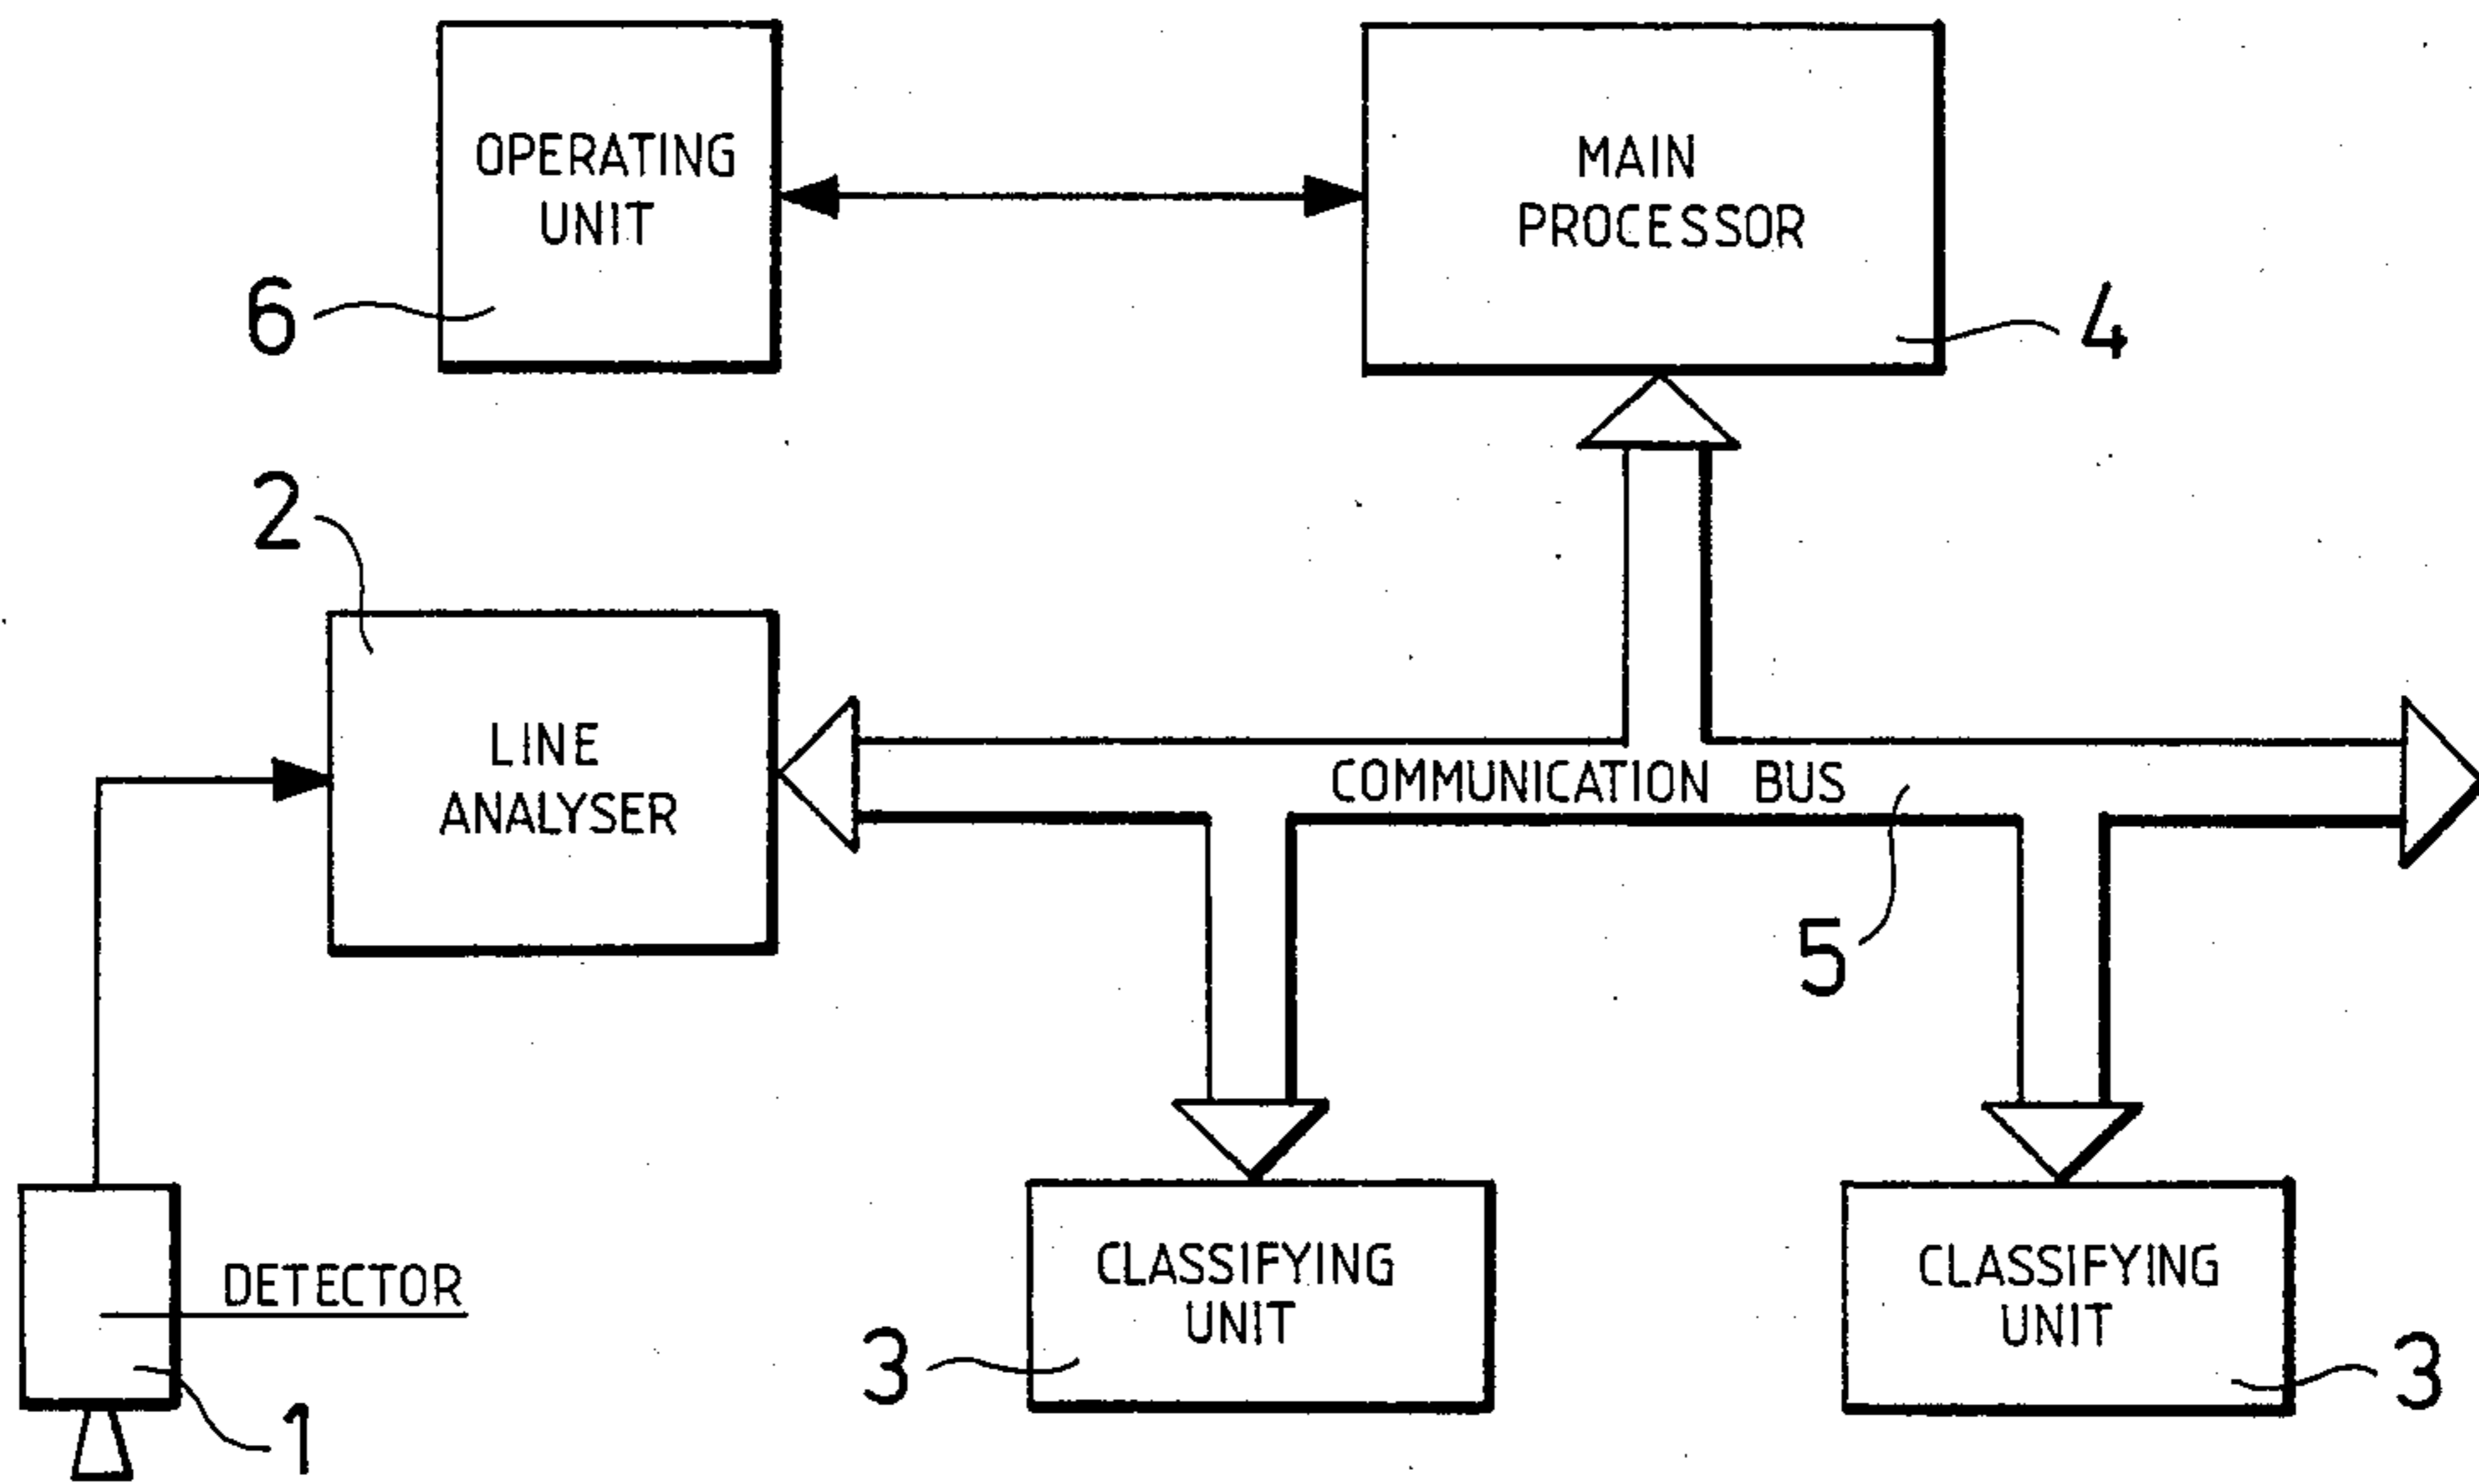 OPERATING
UNIT
MAIN
PROCESSOR
6
4
2
LINE
ANALYSER
COMMUNICATION BUS
5
DETECTOR
1
CLASSIFYING
UNIT
3
CLASSIFYING
UNIT
3